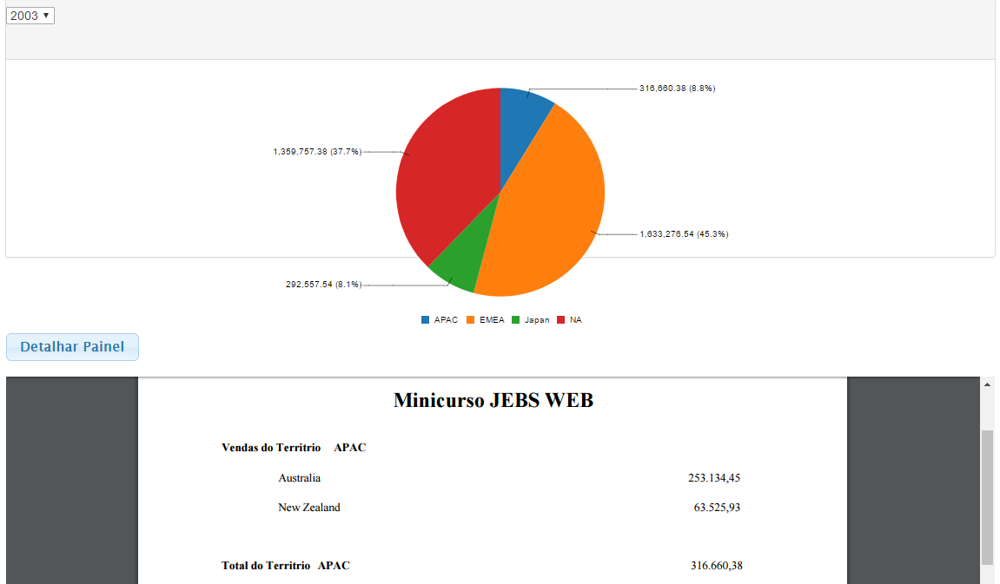 2003 ▼
316,660.38 (8.8%)
1,359,757.38 (37.7%)
1,633,276.54 (45.3%)
292,557.54 (8.1%)
APAC EMEA Japan NA
Detalhar Painel
Minicurso JEBS WEB
Vendas do Territrio APAC
Australia 253.134,45
New Zealand 63.525,93
Total do Territrio APAC 316.660,38